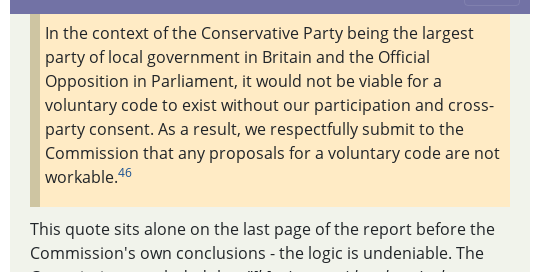 In the context of the Conservative Party being the largest
party of local government in Britain and the Official
Opposition in Parliament, it would not be viable for a
voluntary code to exist without our participation and cross-
party consent. As a result, we respectfully submit to the
Commission that any proposals for a voluntary code are not
workable.46
This quote sits alone on the last page of the report before the
Commission's own conclusions - the logic is undeniable. The